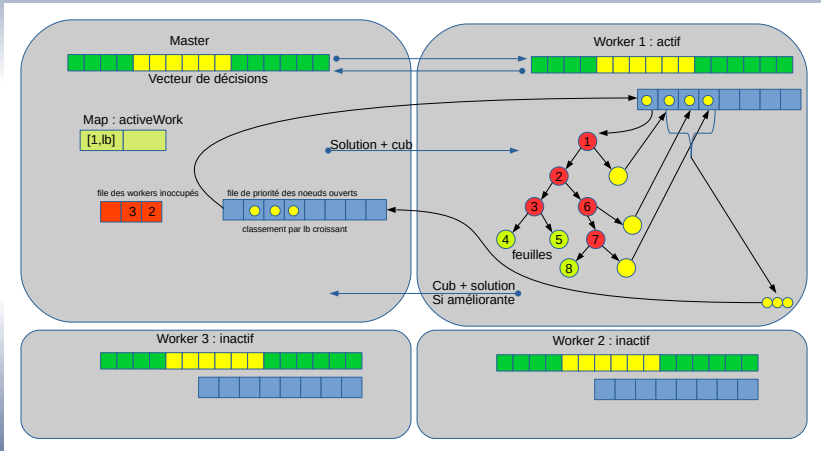 Master
Vecteur de décisions
Map : activeWork
[1,lb]
file des workers inoccupés
3 2
file de priorité des noeuds ouverts
classement par lb croissant
Solution + cub
Cub + solution
Si améliorante
Worker 1 : actif
1
2
3
6
4
5
7
feuilles
8
Worker 3 : inactif
Worker 2 : inactif